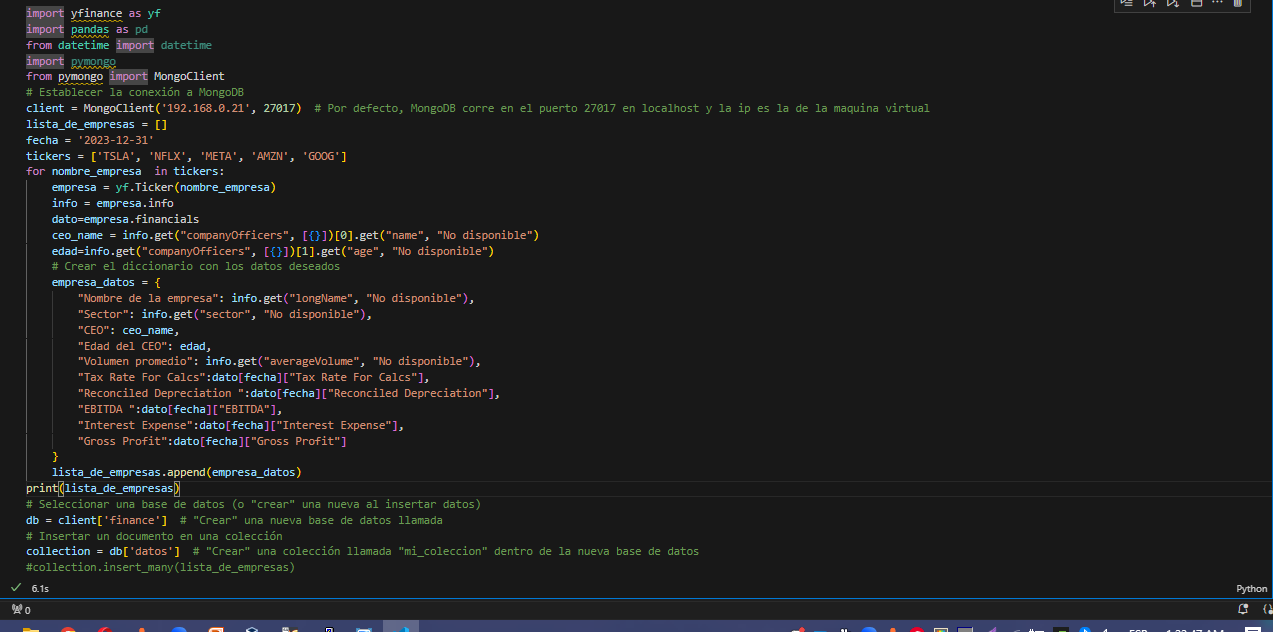 import yfinance as yf
import pandas as pd
from datetime import datetime
import pymongo
from pymongo import MongoClient
# Establecer la conexión a MongoDB
client = MongoClient('192.168.0.21', 27017)  # Por defecto, MongoDB corre en el puerto 27017 en localhost y la ip es la de la maquina virtual
lista_de_empresas = []
fecha = '2023-12-31'
tickers = ['TSLA', 'NFLX', 'META', 'AMZN', 'GOOG']
for nombre_empresa  in tickers:
    empresa = yf.Ticker(nombre_empresa)
    info = empresa.info
    dato=empresa.financials
    ceo_name = info.get("companyOfficers", [{}])[0].get("name", "No disponible")
    edad=info.get("companyOfficers", [{}])[1].get("age", "No disponible")
    # Crear el diccionario con los datos deseados
    empresa_datos = {
        "Nombre de la empresa": info.get("longName", "No disponible"),
        "Sector": info.get("sector", "No disponible"),
        "CEO": ceo_name,
        "Edad del CEO": edad,
        "Volumen promedio": info.get("averageVolume", "No disponible"),
        "Tax Rate For Calcs":dato[fecha]["Tax Rate For Calcs"],
        "Reconciled Depreciation ":dato[fecha]["Reconciled Depreciation"],
        "EBITDA ":dato[fecha]["EBITDA"],
        "Interest Expense":dato[fecha]["Interest Expense"],
        "Gross Profit":dato[fecha]["Gross Profit"]
    }
    lista_de_empresas.append(empresa_datos)
print(lista_de_empresas)
# Seleccionar una base de datos (o "crear" una nueva al insertar datos)
db = client['finance']  # "Crear" una nueva base de datos llamada
# Insertar un documento en una colección
collection = db['datos']  # "Crear" una colección llamada "mi_coleccion" dentro de la nueva base de datos
#collection.insert_many(lista_de_empresas)
6.1s
Python
0